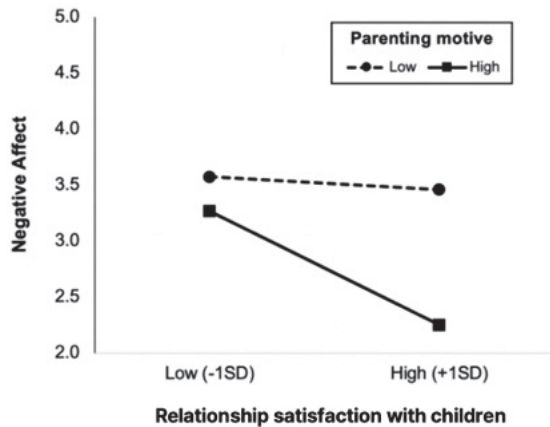 5.0
Parenting motive
Low High
4.5
4.0
Negative Affect
3.5
3.0
2.5
2.0
Low (-1SD) High (+1SD)
Relationship satisfaction with children